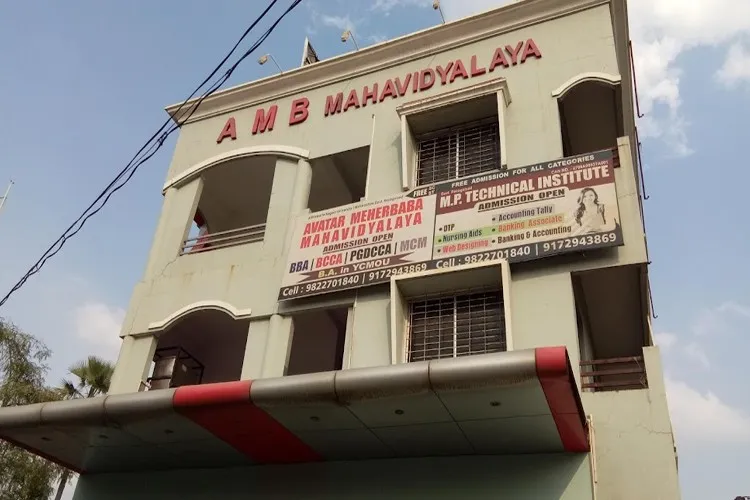 A M B MAHAVIDYALAYA
FREE
AVATAR MEHERBABA
MAHAVIDYALAYA
ADMISSION OPEN
BBA | BCCA | PGDCCA | MCM
B.A. in YCMOU
Cell : 9822701840 / 9172943869
FREE ADMISSION FOR ALL CATEGORIES
M.P. TECHNICAL INSTITUTE
ADMISSION OPEN
• DTP
• Nursing Aids
• Web Designing
• Accounting Tally
• Banking Associate
• Banking & Accounting
Cell : 9822701840 / 9172943869